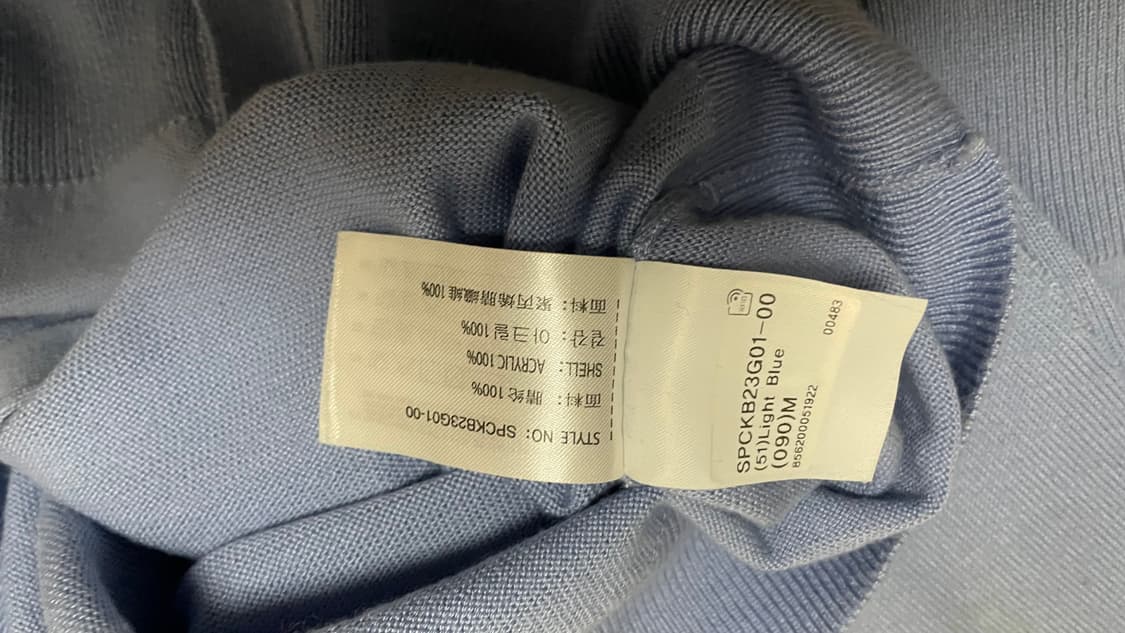 STYLE NO: SPCKB23G01-00
面料: 腈纶 100%
SHELL: ACRYLIC 100%
겉감: 아크릴 100%
面料: 聚丙烯腈纖維 100%
SPCKB23G01-00
(51)Light Blue
(090)M
856200051922
00483